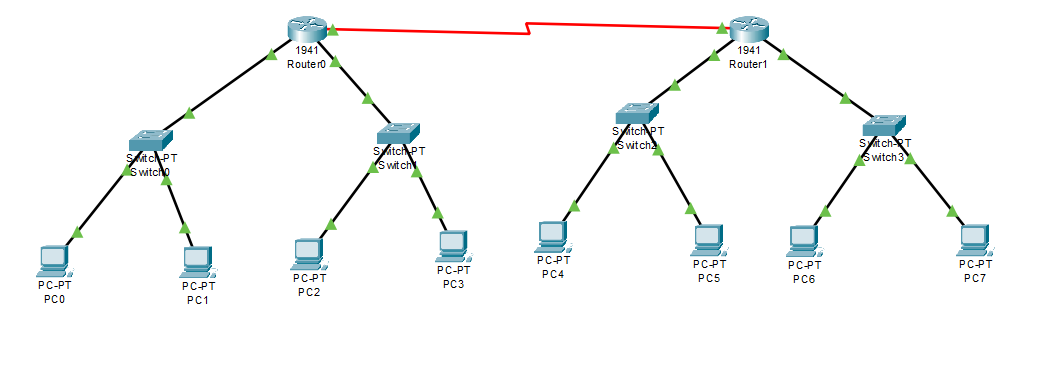 1941
Router0
1941
Router1
Switch-PT
Switch0
Switch-PT
Switch1
Switch-PT
Switch2
Switch-PT
Switch3
PC-PT
PC0
PC-PT
PC1
PC-PT
PC2
PC-PT
PC3
PC-PT
PC4
PC-PT
PC5
PC-PT
PC6
PC-PT
PC7